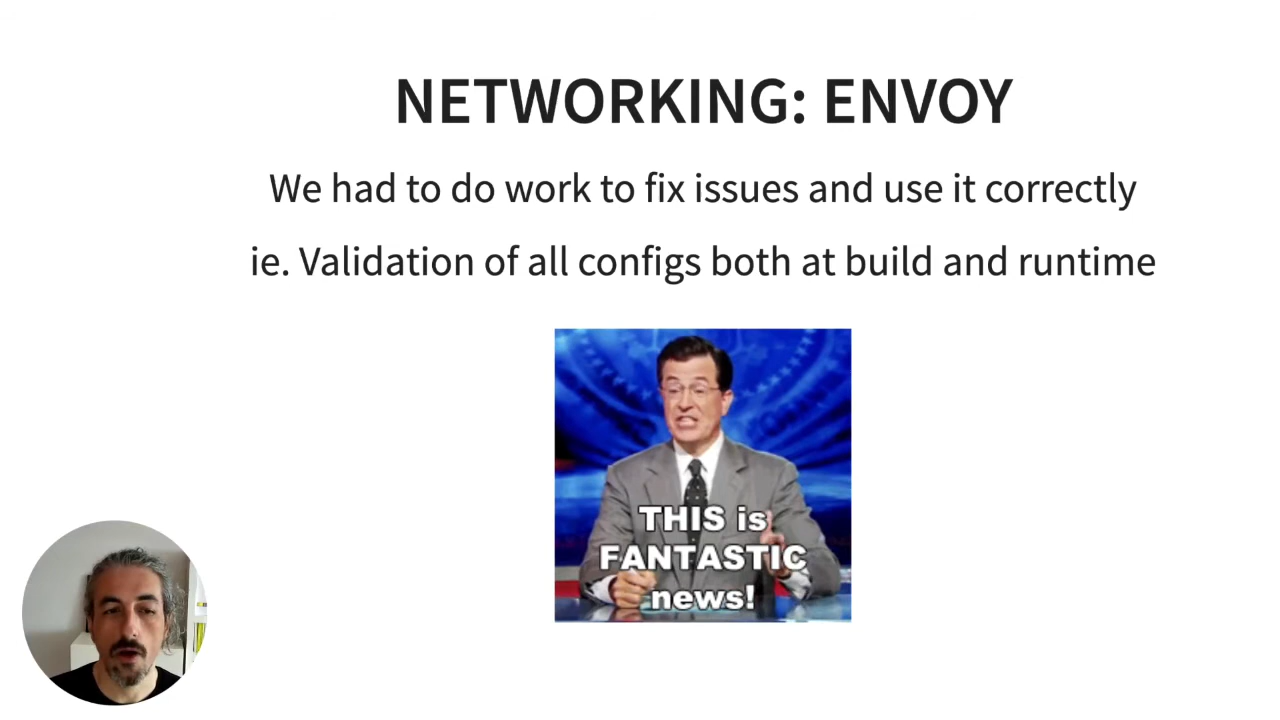 NETWORKING: ENVOY
We had to do work to fix issues and use it correctly
ie. Validation of all configs both at build and runtime
THIS is
FANTASTIC
news!